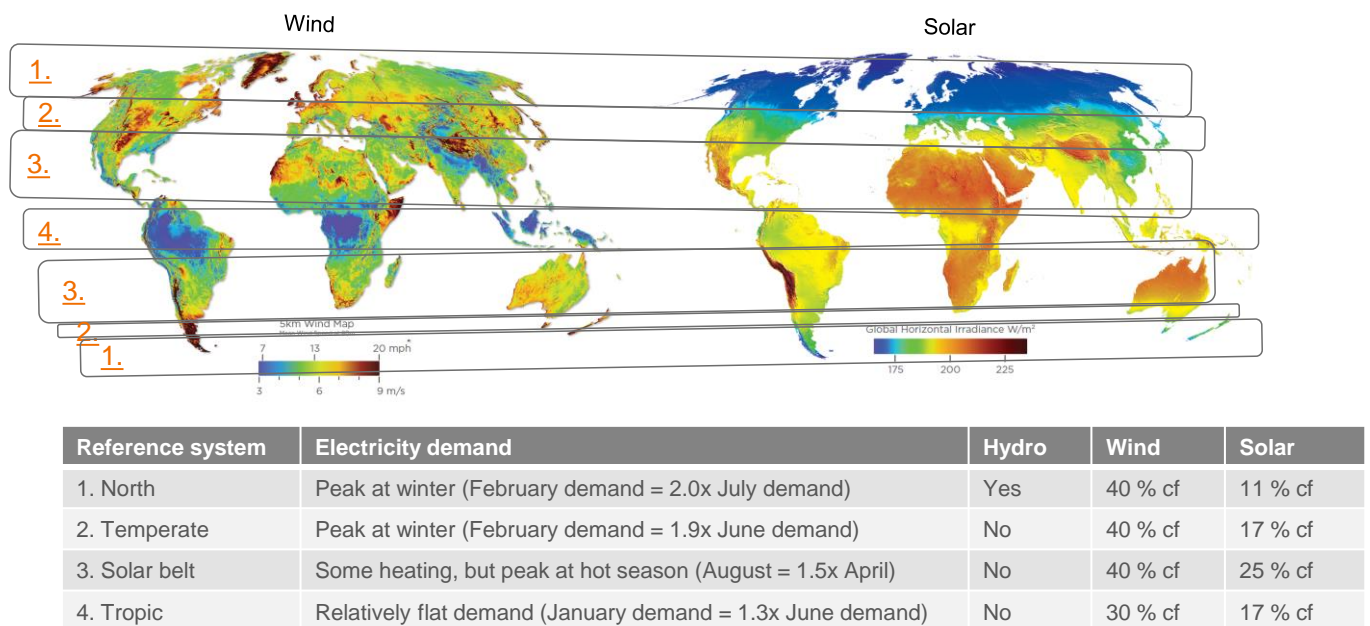 Wind
Solar
1.
2.
3.
4.
3.
2.
1.
5km Wind Map
7 13 20 mph*
3 6 9 m/s
Global Horizontal Irradiance W/m²
175 200 225
Reference system Electricity demand Hydro Wind Solar
1. North Peak at winter (February demand = 2.0x July demand) Yes 40 % cf 11 % cf
2. Temperate Peak at winter (February demand = 1.9x June demand) No 40 % cf 17 % cf
3. Solar belt Some heating, but peak at hot season (August = 1.5x April) No 40 % cf 25 % cf
4. Tropic Relatively flat demand (January demand = 1.3x June demand) No 30 % cf 17 % cf